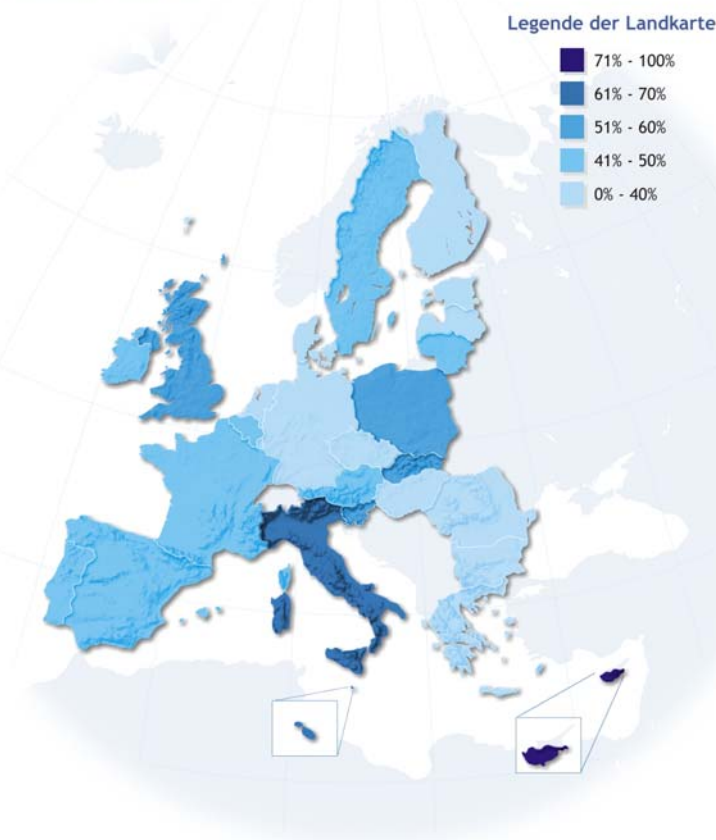 Legende der Landkarte
71% - 100%
61% - 70%
51% - 60%
41% - 50%
0% - 40%